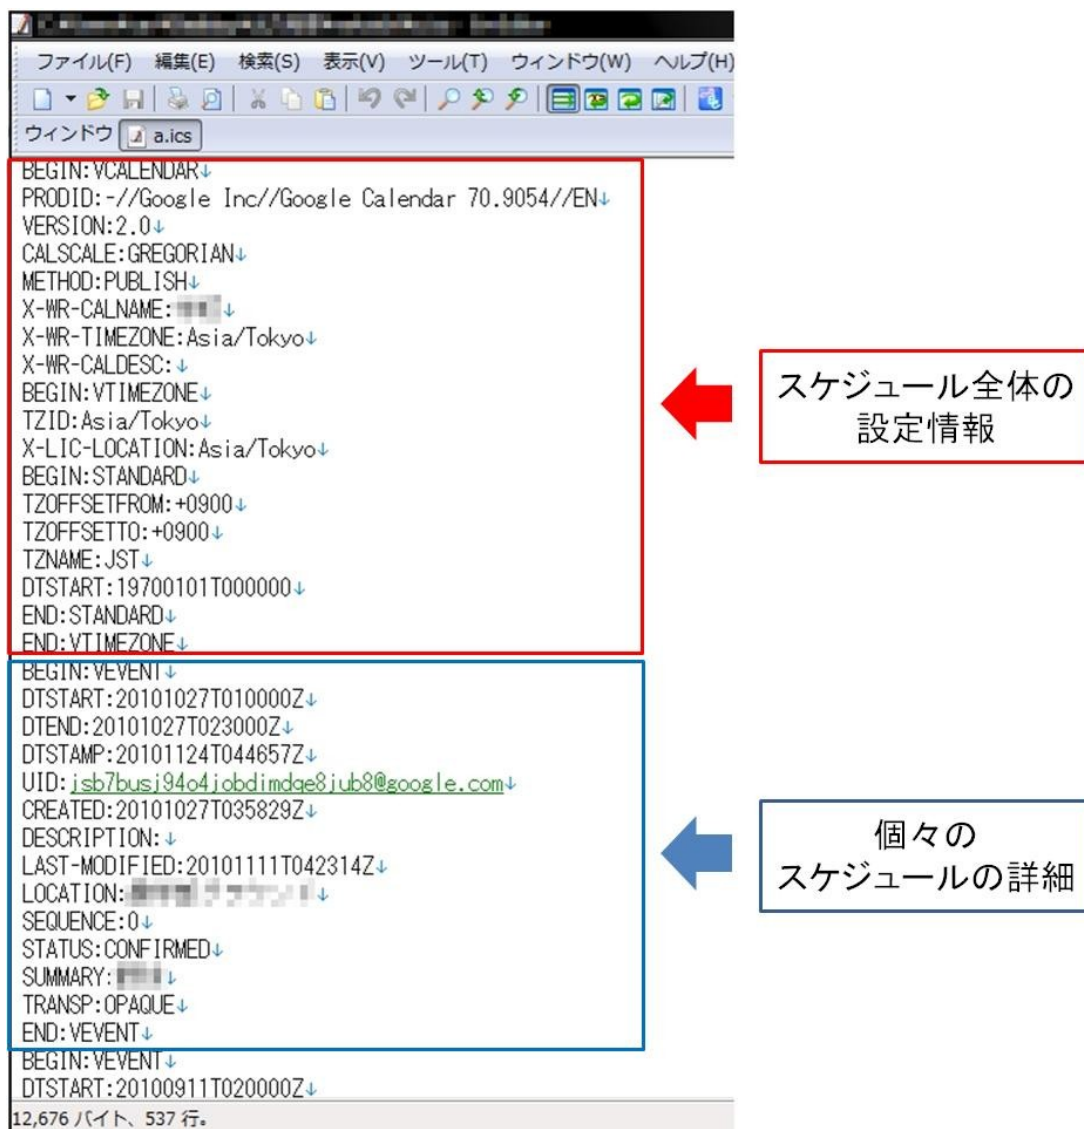 ファイル(F) 編集(E) 検索(S) 表示(V) ツール(T) ウィンドウ(W) ヘルプ(H)
ウィンドウ a.ics
BEGIN:VCALENDAR↓
PRODID:-//Google Inc//Google Calendar 70.9054//EN↓
VERSION:2.0↓
CALSCALE:GREGORIAN↓
METHOD:PUBLISH↓
X-WR-CALNAME: ↓
X-WR-TIMEZONE:Asia/Tokyo↓
X-WR-CALDESC:↓
BEGIN:VTIMEZONE↓
TZID:Asia/Tokyo↓
X-LIC-LOCATION:Asia/Tokyo↓
BEGIN:STANDARD↓
TZOFFSETFROM:+0900↓
TZOFFSETTO:+0900↓
TZNAME:JST↓
DTSTART:19700101T000000↓
END:STANDARD↓
END:VTIMEZONE↓
スケジュール全体の
設定情報
BEGIN:VEVENT↓
DTSTART:20101027T010000Z↓
DTEND:20101027T023000Z↓
DTSTAMP:20101124T044657Z↓
UID:jsb7busj94o4jobdimdqe8jub8@google.com↓
CREATED:20101027T035829Z↓
DESCRIPTION:↓
LAST-MODIFIED:20101111T042314Z↓
LOCATION: ↓
SEQUENCE:0↓
STATUS:CONFIRMED↓
SUMMARY: ↓
TRANSP:OPAQUE↓
END:VEVENT↓
個々の
スケジュールの詳細
BEGIN:VEVENT↓
DTSTART:20100911T020000Z↓
12,676 バイト、537 行。